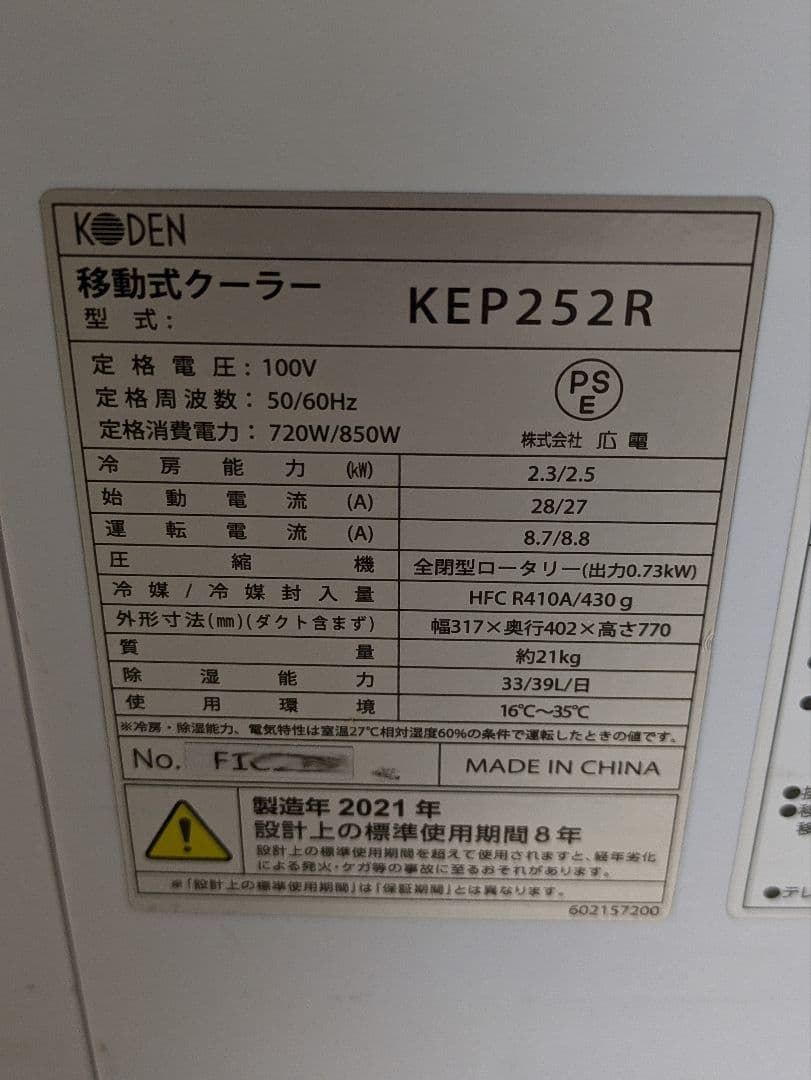 KODEN
移動式クーラー
型式: KEP252R
定格電圧: 100V
定格周波数: 50/60Hz
定格消費電力: 720W/850W
PS
E
株式会社 広電
冷房能力 (kW) 2.3/2.5
始動電流 (A) 28/27
運転電流 (A) 8.7/8.8
圧縮機 全閉型ロータリー(出力0.73kW)
冷媒/冷媒封入量 HFC R410A/430g
外形寸法(mm)(ダクト含まず) 幅317×奥行402×高さ770
質量 約21kg
除湿能力 33/39L/日
使用環境 16℃～35℃
※冷房・除湿能力、電気特性は室温27℃相対湿度60%の条件で運転したときの値です。
No. MADE IN CHINA
製造年 2021年
設計上の標準使用期間8年
設計上の標準使用期間を超えて使用されますと、経年劣化
による発火・ケガ等の事故に至るおそれがあります。
※「設計上の標準使用期間」は「保証期間」とは異なります。
602157200
●テレ